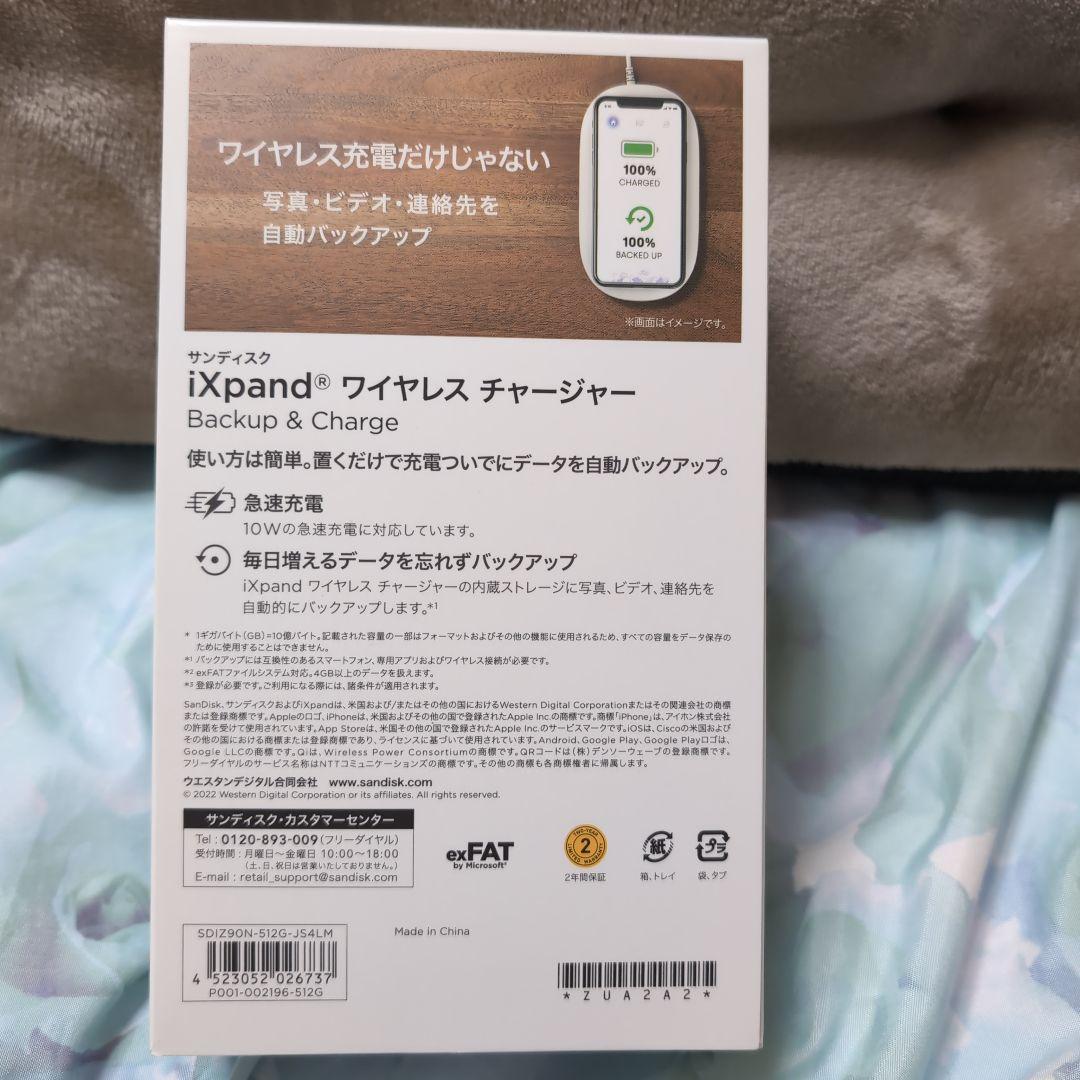 ワイヤレス充電だけじゃない
写真・ビデオ・連絡先を
自動バックアップ
100%
CHARGED
100%
BACKED UP
※画面はイメージです。
サンディスク
iXpand® ワイヤレス チャージャー
Backup & Charge
使い方は簡単。置くだけで充電ついでにデータを自動バックアップ。
急速充電
10Wの急速充電に対応しています。
毎日増えるデータを忘れずバックアップ
iXpand ワイヤレス チャージャーの内蔵ストレージに写真、ビデオ、連絡先を
自動的にバックアップします。*1
* 1ギガバイト(GB)=10億バイト。記載された容量の一部はフォーマットおよびその他の機能に使用されるため、すべての容量をデータ保存の
ために使用することはできません。
*1 バックアップには互換性のあるスマートフォン、専用アプリおよびワイヤレス接続が必要です。
*2 exFATファイルシステム対応。4GB以上のデータを扱えます。
*3 登録が必要です。ご利用になる際には、諸条件が適用されます。
SanDisk、サンディスクおよびiXpandは、米国および/またはその他の国におけるWestern Digital Corporationまたはその関連会社の商標
または登録商標です。Appleのロゴ、iPhoneは、米国およびその他の国で登録されたApple Inc.の商標です。商標「iPhone」は、アイホン株式会社
の許諾を受けて使用されています。App Storeは、米国その他の国で登録されたApple Inc.のサービスマークです。iOSは、Ciscoの米国および
その他の国における商標または登録商標であり、ライセンスに基づいて使用されています。Android、Google Play、Google Playロゴは、
Google LLCの商標です。Qiは、Wireless Power Consortiumの商標です。QRコードは(株)デンソーウェーブの登録商標です。
フリーダイヤルのサービス名称はNTTコミュニケーションズの商標です。その他の商標も各商標権者に帰属します。
ウエスタンデジタル合同会社 www.sandisk.com
© 2022 Western Digital Corporation or its affiliates. All rights reserved.
サンディスク・カスタマーセンター
Tel : 0120-893-009(フリーダイヤル)
受付時間 : 月曜日〜金曜日 10:00〜18:00
(土、日、祝日は営業いたしておりません。)
E-mail : retail_support@sandisk.com
exFAT
by Microsoft®
TWO-YEAR
2
LIMITED WARRANTY
2年間保証
紙
箱、トレイ
プラ
袋、タブ
SDIZ90N-512G-JS4LM
4 523052 026737
P001-002196-512G
Made in China
* Z U A 2 A 2 *